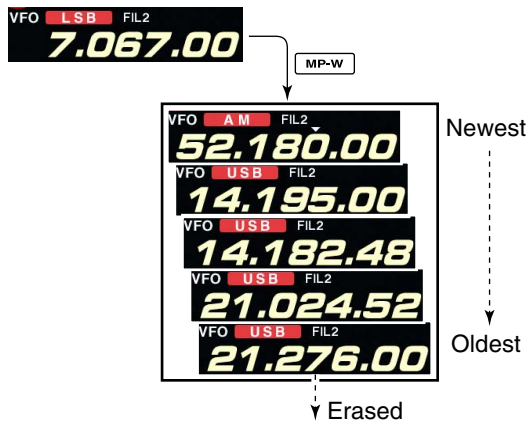 VFO LSB FIL2
7.067.00
MP-W
VFO AM FIL2
52.180.00
Newest
VFO USB FIL2
14.195.00
VFO USB FIL2
14.182.48
VFO USB FIL2
21.024.52
VFO USB FIL2
21.276.00
Oldest
Erased